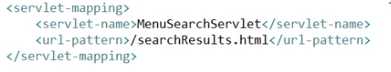 <servlet-mapping>
    <servlet-name>MenuSearchServlet</servlet-name>
    <url-pattern>/searchResults.html</url-pattern>
</servlet-mapping>